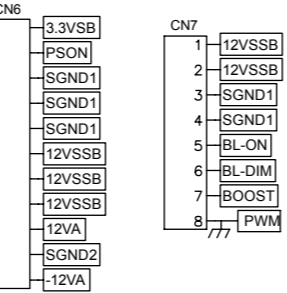 CN6
3.3VSB
PSON
SGND1
SGND1
SGND1
12VSSB
12VSSB
12VSSB
12VA
SGND2
-12VA
CN7
1 12VSSB
2 12VSSB
3 SGND1
4 SGND1
5 BL-ON
6 BL-DIM
7 BOOST
8 PWM